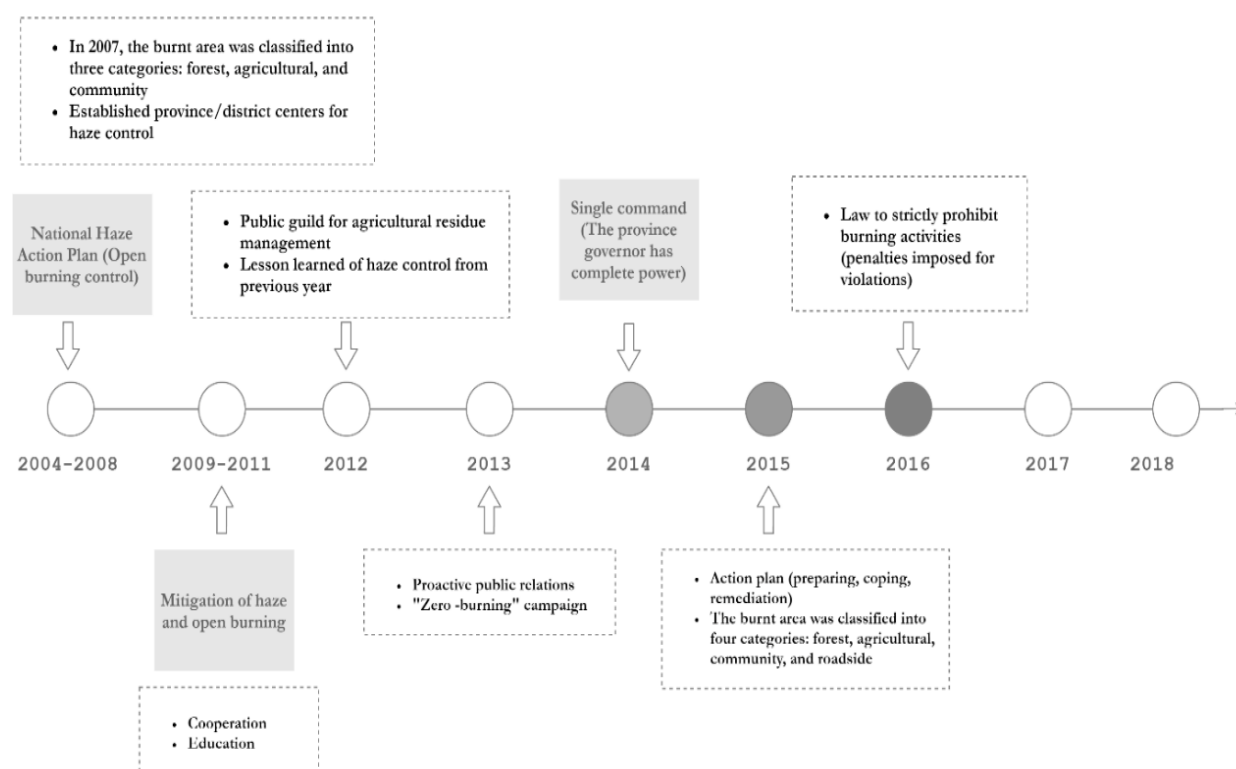 • In 2007, the burnt area was classified into
three categories: forest, agricultural, and
community
• Established province/district centers for
haze control
National Haze
Action Plan (Open
burning control)
• Public guild for agricultural residue
management
• Lesson learned of haze control from
previous year
Single command
(The province
governor has
complete power)
• Law to strictly prohibit
burning activities
(penalties imposed for
violations)
2004-2008
2009-2011
2012
2013
2014
2015
2016
2017
2018
Mitigation of haze
and open burning
• Cooperation
• Education
• Proactive public relations
• "Zero -burning" campaign
• Action plan (preparing, coping,
remediation)
• The burnt area was classified into
four categories: forest, agricultural,
community, and roadside